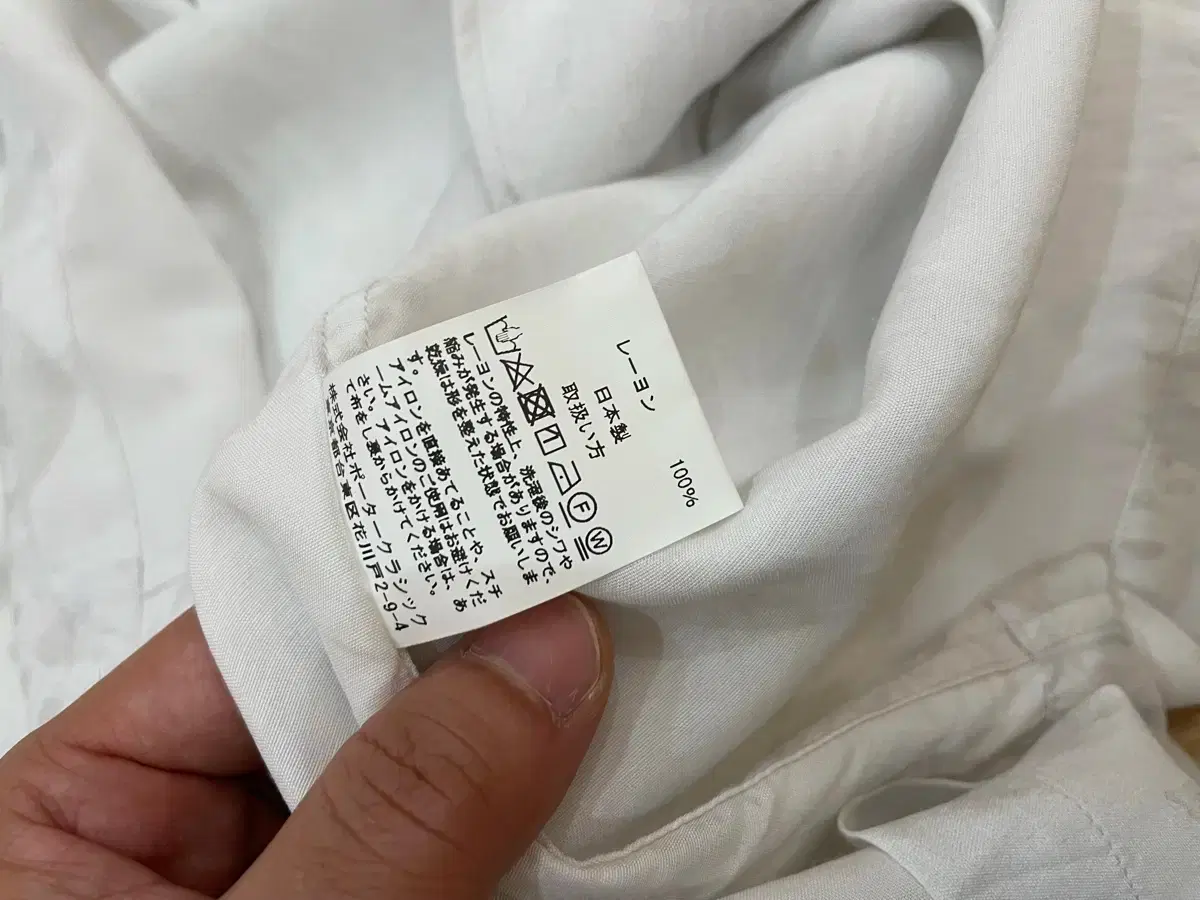 レーヨン 100%
日本製
取扱い方
F W
レーヨンの特性上、洗濯後のシワや
縮みが発生する場合がありますので、
乾燥は形を整えた状態でお願いしま
す。
アイロンを直接あてることや、スチ
ームアイロンのご使用はお避けくだ
さい。アイロンをかける場合は、あ
て布をし裏からかけてください。
株式会社ポータークラシック
東京都台東区花川戸2-9-4